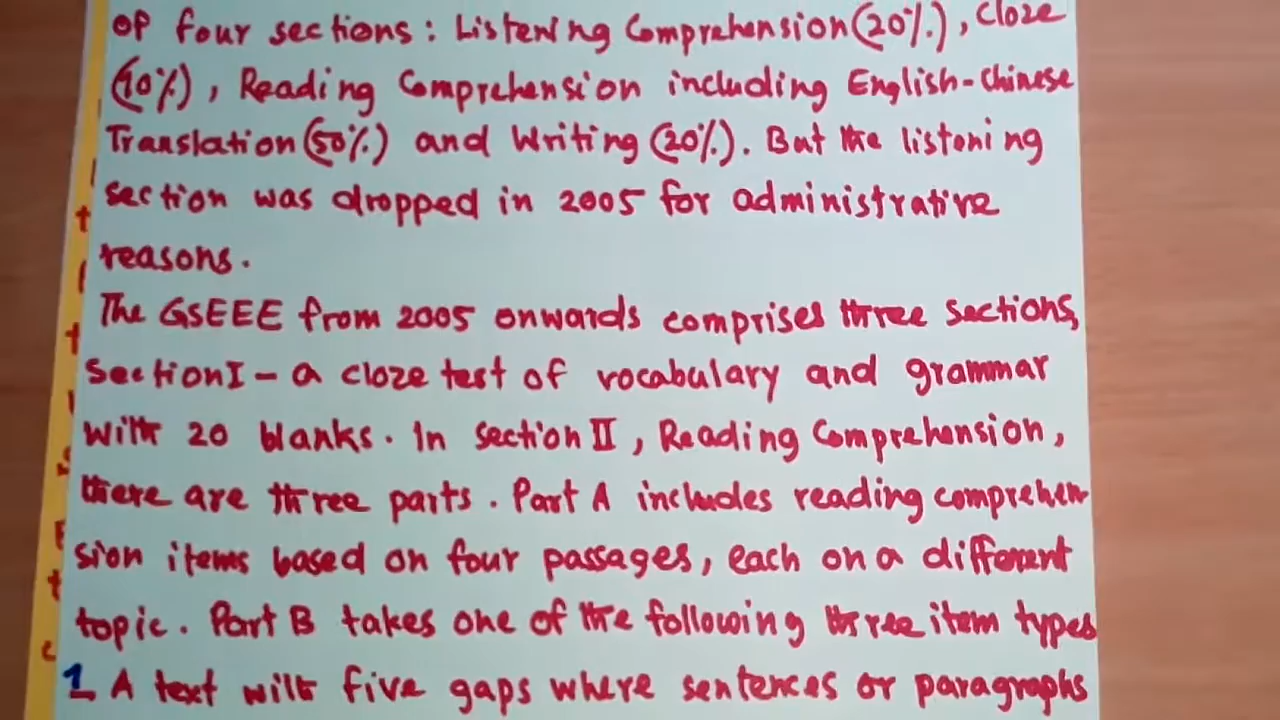 of four sections: Listening Comprehension (20%), Cloze
(10%), Reading Comprehension including English-Chinese
Translation (50%) and Writing (20%). But the listening
section was dropped in 2005 for administrative
reasons.
The GSEEE from 2005 onwards comprises three sections,
Section I - a cloze test of vocabulary and grammar
with 20 blanks. In Section II, Reading Comprehension,
there are three parts. Part A includes reading comprehen
sion items based on four passages, each on a different
topic. Part B takes one of the following three item types
1 A text with five gaps where sentences or paragraphs